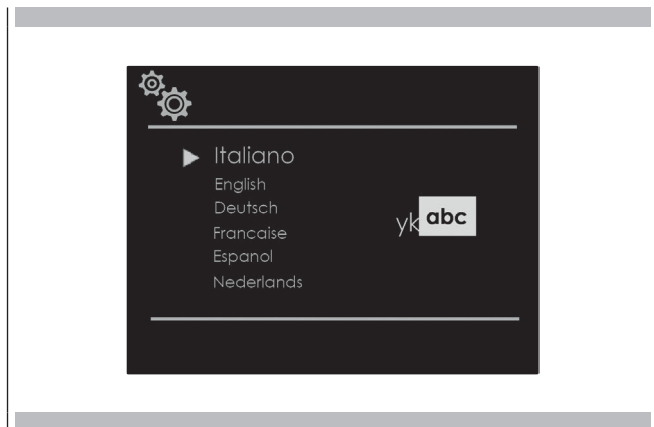 Italiano
English
Deutsch
Francaise
Espanol
Nederlands
yk abc